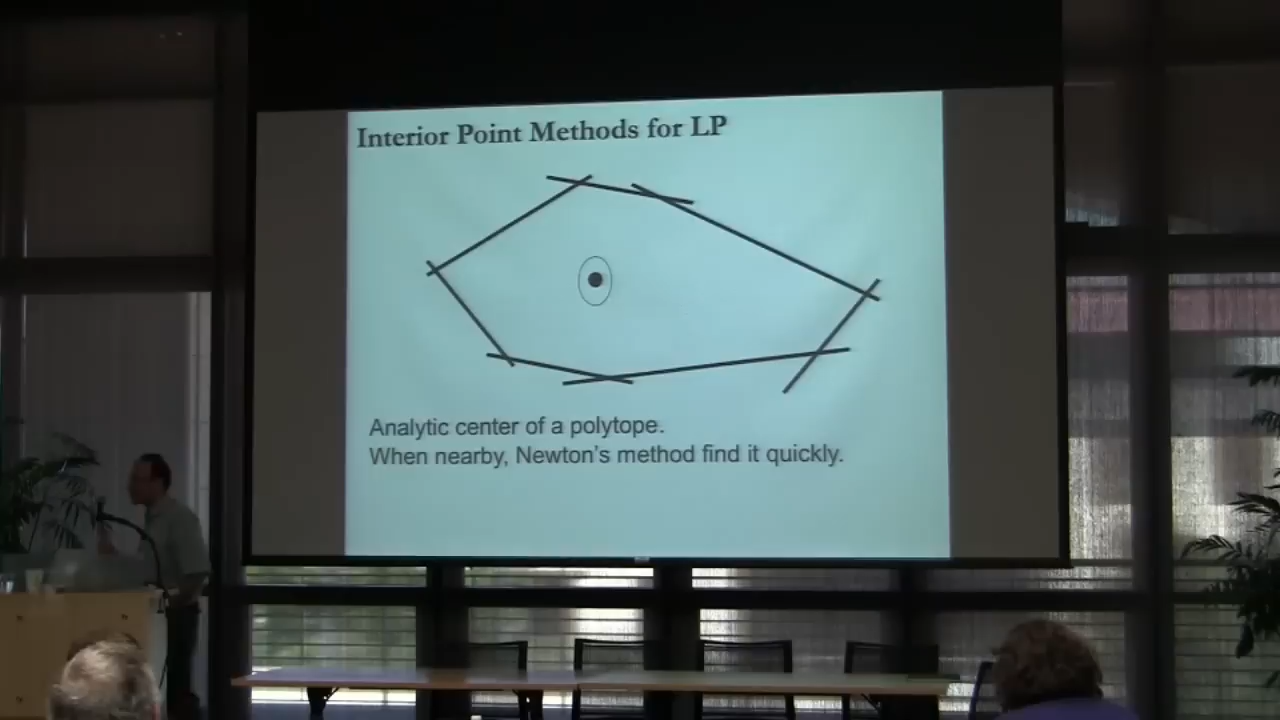 Interior Point Methods for LP
Analytic center of a polytope.
When nearby, Newton's method find it quickly.